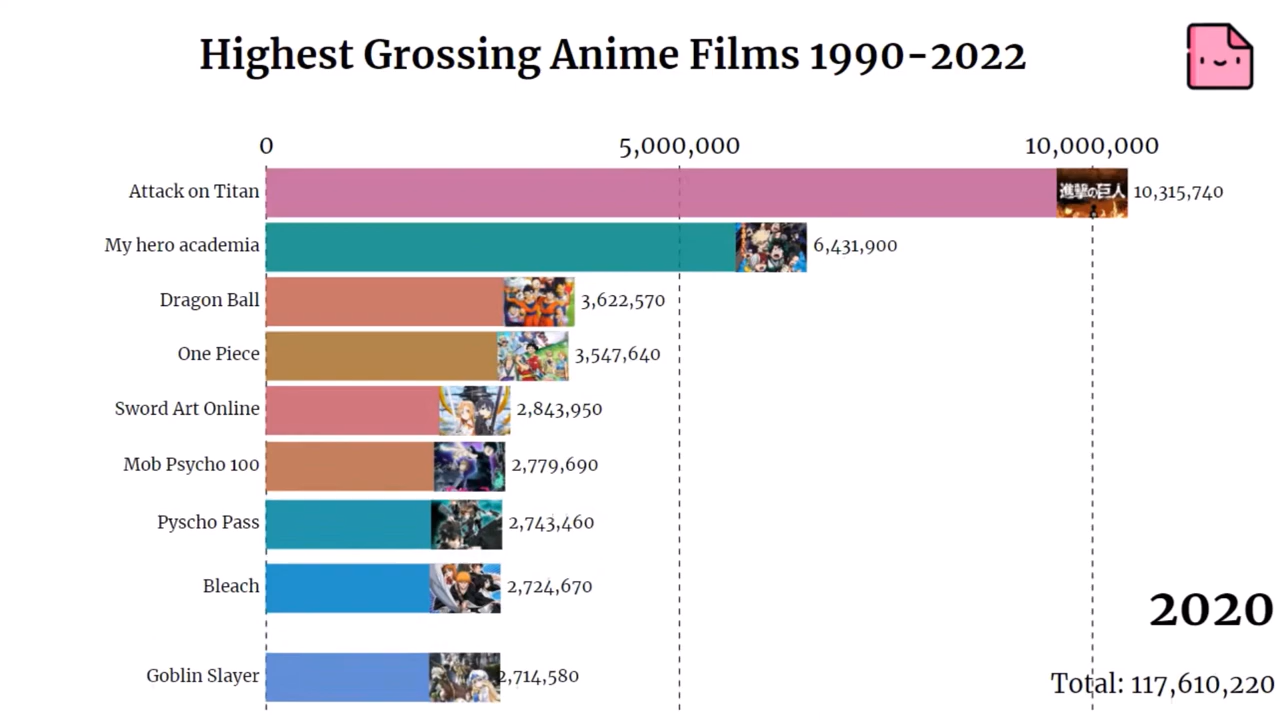 Highest Grossing Anime Films 1990-2022
0 5,000,000 10,000,000
Attack on Titan 進撃の巨人 10,315,740
My hero academia 6,431,900
Dragon Ball 3,622,570
One Piece 3,547,640
Sword Art Online 2,843,950
Mob Psycho 100 2,779,690
Pyscho Pass 2,743,460
Bleach 2,724,670
2020
Goblin Slayer 2,714,580
Total: 117,610,220